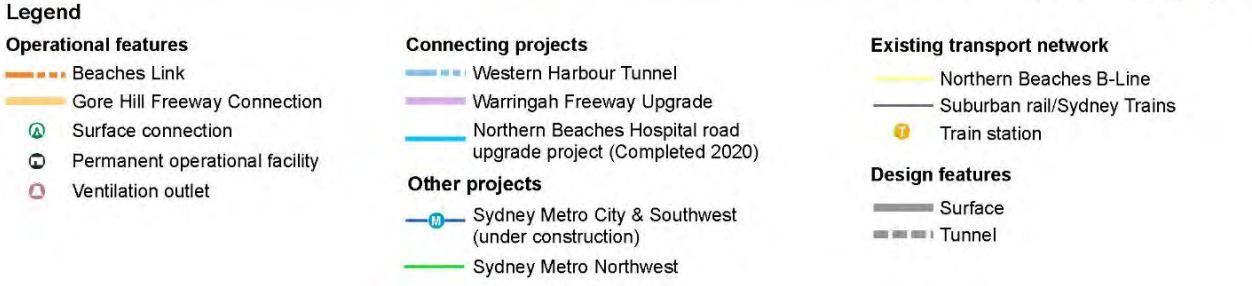 Legend
Operational features
Beaches Link
Gore Hill Freeway Connection
Surface connection
Permanent operational facility
Ventilation outlet
Connecting projects
Western Harbour Tunnel
Warringah Freeway Upgrade
Northern Beaches Hospital road
upgrade project (Completed 2020)
Other projects
M
Sydney Metro City & Southwest
(under construction)
Sydney Metro Northwest
Existing transport network
Northern Beaches B-Line
Suburban rail/Sydney Trains
T
Train station
Design features
Surface
Tunnel